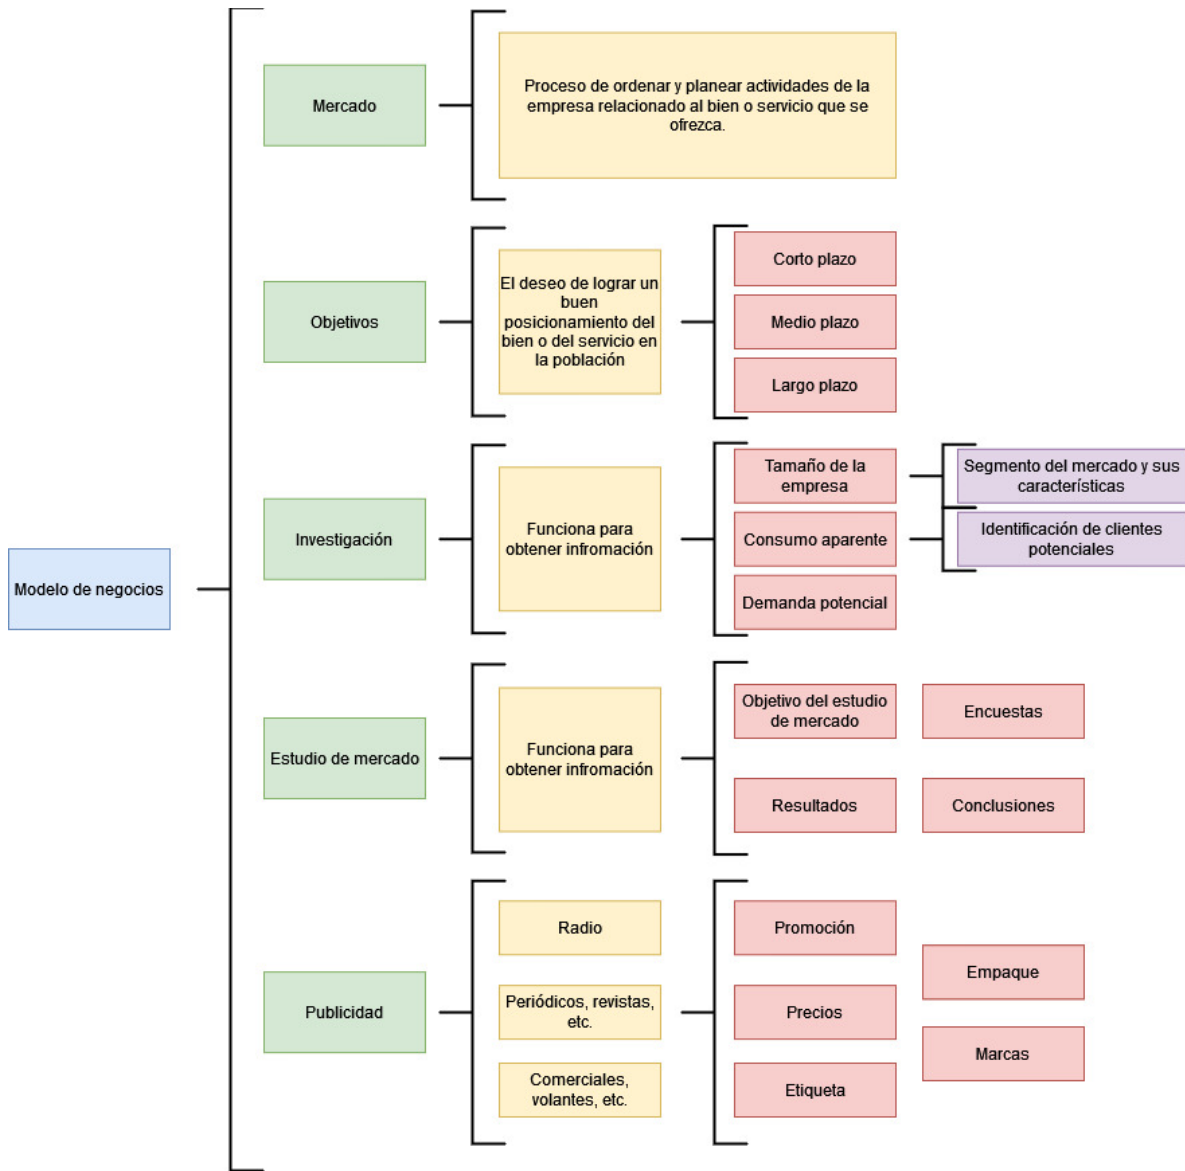 Mercado
Proceso de ordenar y planear actividades de la
empresa relacionado al bien o servicio que se
ofrezca.
Objetivos
El deseo de lograr un
buen
posicionamiento del
bien o del servicio en
la población
Corto plazo
Medio plazo
Largo plazo
Modelo de negocios
Investigación
Funciona para
obtener infromación
Tamaño de la
empresa
Segmento del mercado y sus
características
Consumo aparente
Identificación de clientes
potenciales
Demanda potencial
Estudio de mercado
Funciona para
obtener infromación
Objetivo del estudio
de mercado
Encuestas
Resultados
Conclusiones
Publicidad
Radio
Periódicos, revistas,
etc.
Comerciales,
volantes, etc.
Promoción
Empaque
Precios
Marcas
Etiqueta